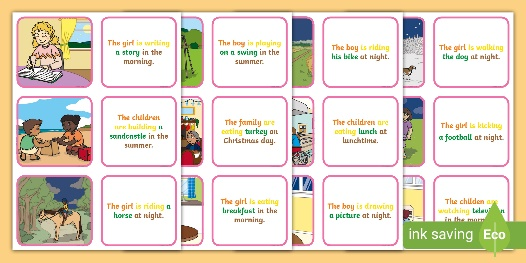 The girl is writing
a story in the
morning.
The boy is playing
on a swing in the
summer.
The boy is riding
his bike at night.
The girl is walking
the dog at night.
The children
are building a
sandcastle in the
summer.
The family are
eating turkey on
Christmas day.
The children are
eating lunch at
lunchtime.
The girl is kicking
a football at night.
The girl is riding a
horse at night.
The girl is eating
breakfast in the
morning.
The boy is drawing
a picture at night.
The children are
watching television
in the morning.
ink saving
Eco